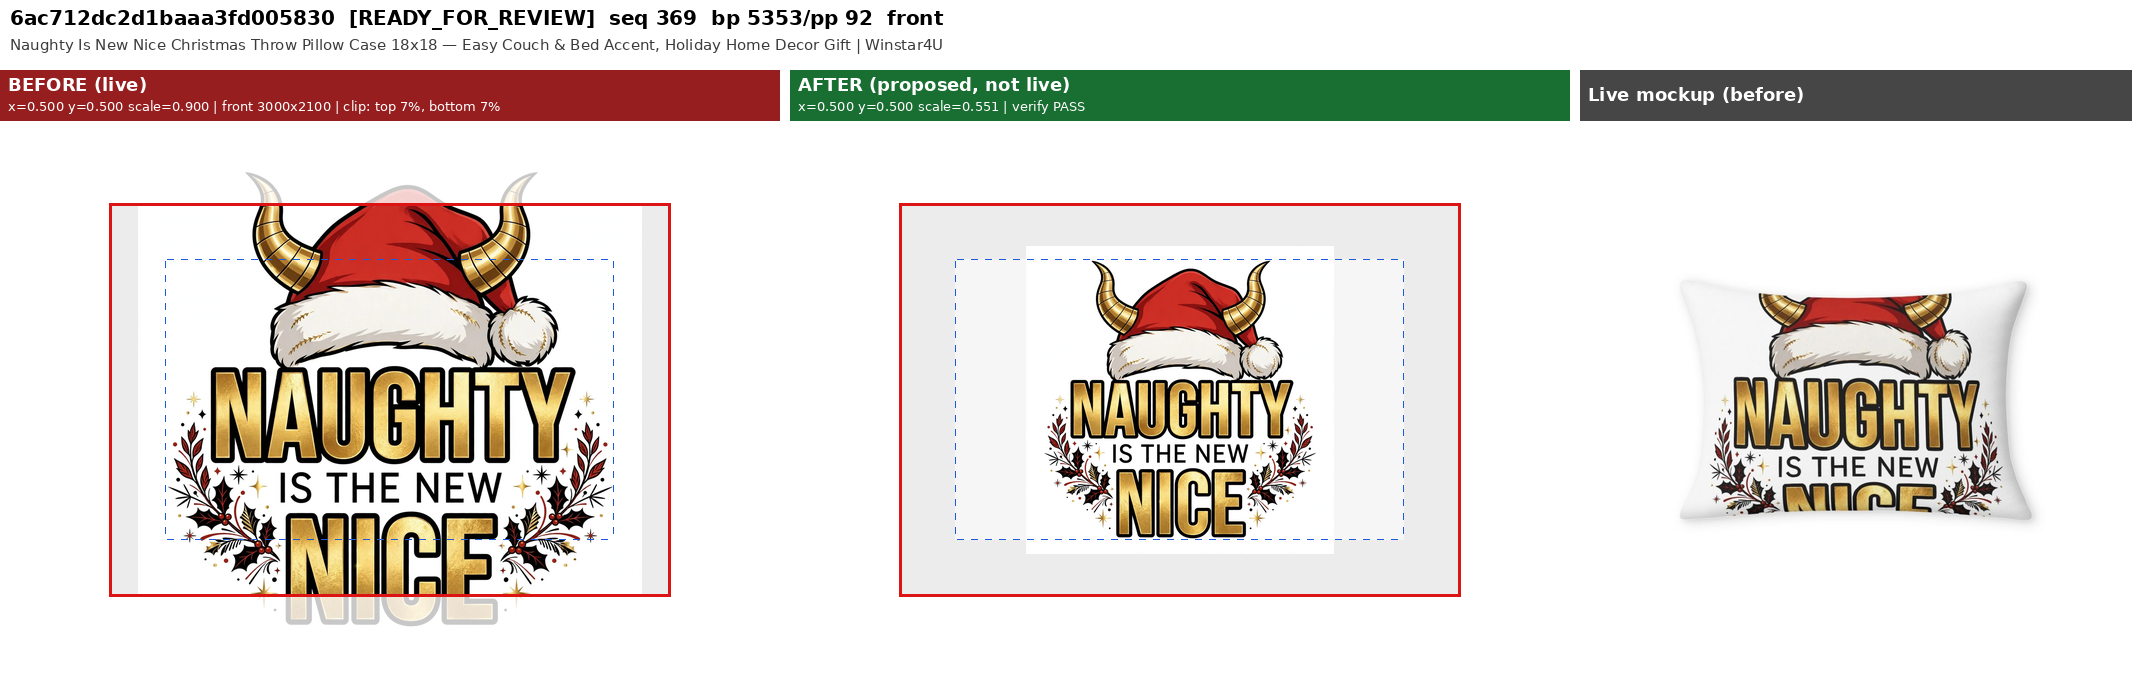 6ac712dc2d1baaa3fd005830 [READY_FOR_REVIEW] seq 369 bp 5353/pp 92 front
Naughty Is New Nice Christmas Throw Pillow Case 18x18 — Easy Couch & Bed Accent, Holiday Home Decor Gift | Winstar4U
BEFORE (live)
x=0.500 y=0.500 scale=0.900 | front 3000x2100 | clip: top 7%, bottom 7%
NAUGHTY
IS THE NEW
NICE
AFTER (proposed, not live)
x=0.500 y=0.500 scale=0.551 | verify PASS
NAUGHTY
IS THE NEW
NICE
Live mockup (before)
NAUGHTY
IS THE NEW
NICE